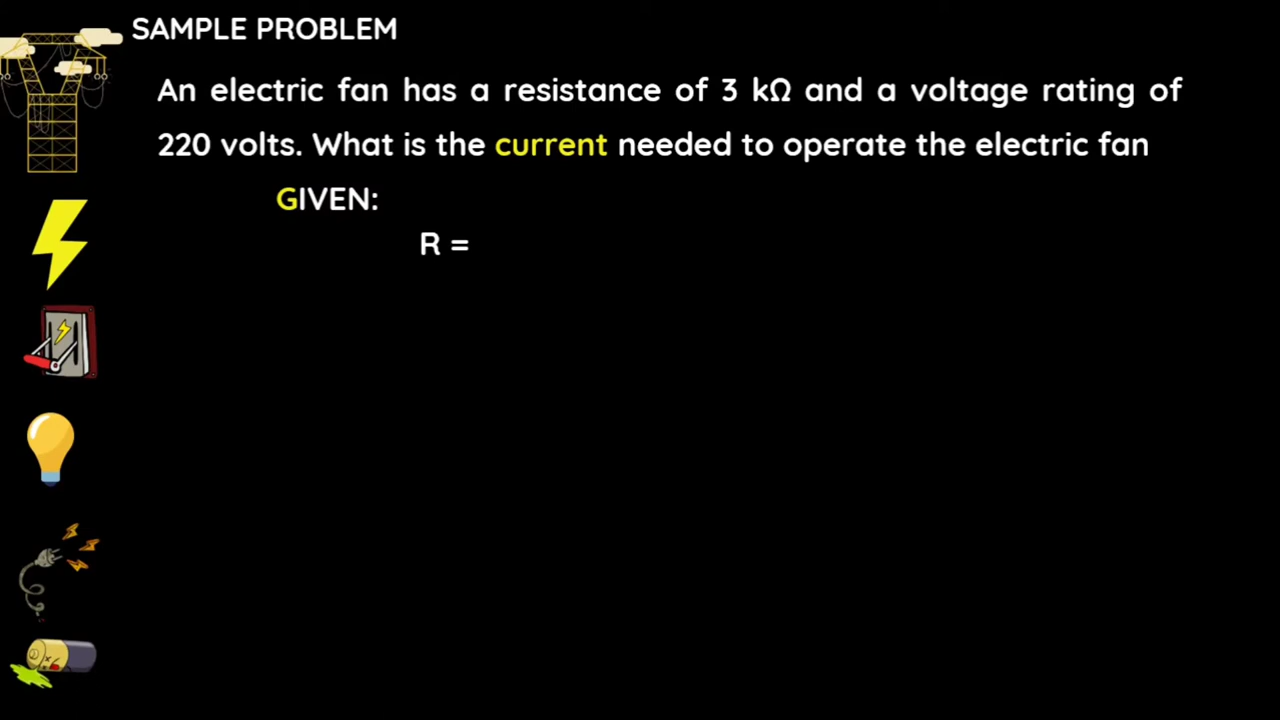 SAMPLE PROBLEM
An electric fan has a resistance of 3 kΩ and a voltage rating of
220 volts. What is the current needed to operate the electric fan
GIVEN:
R =